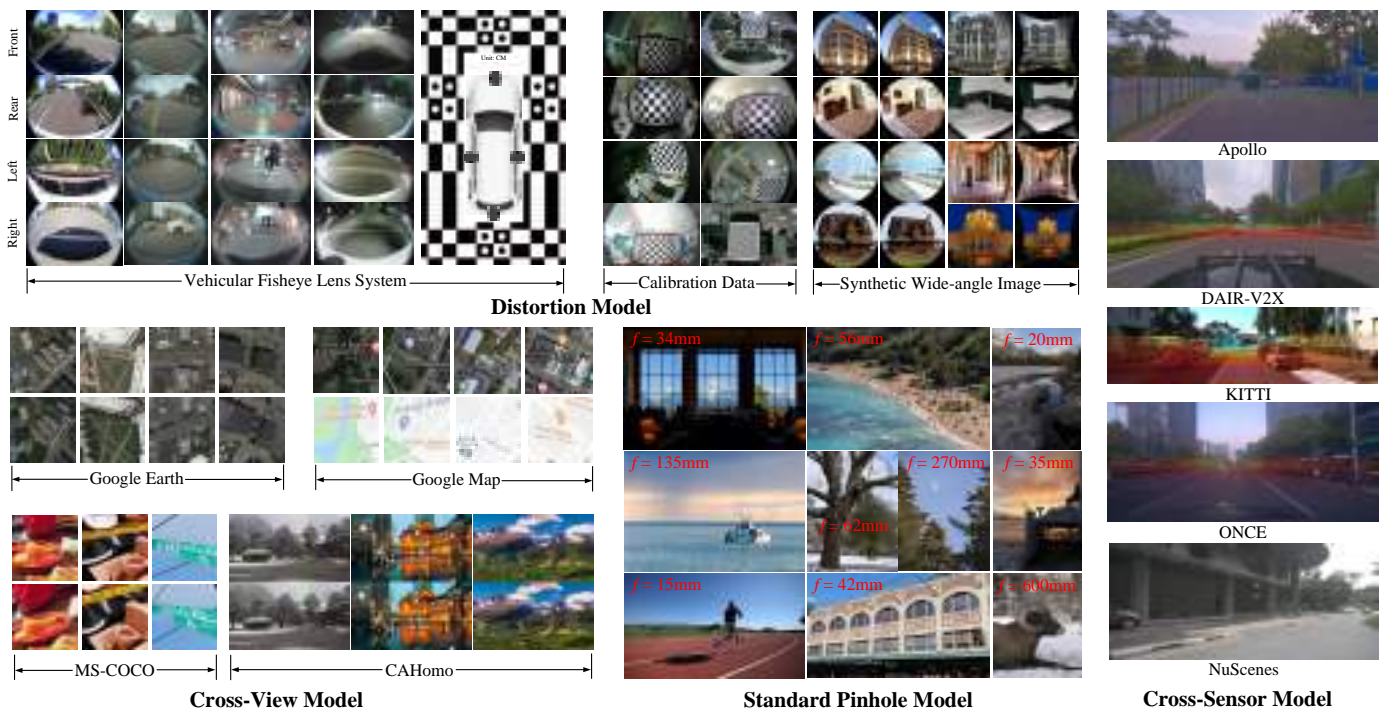 Front
Rear
Left
Right
Unit: CM
Vehicular Fisheye Lens System
Calibration Data
Synthetic Wide-angle Image
Distortion Model
Apollo
DAIR-V2X
KITTI
ONCE
NuScenes
Cross-Sensor Model
Google Earth
Google Map
MS-COCO
CAHomo
Cross-View Model
f = 34mm
f = 56mm
f = 20mm
f = 135mm
f = 62mm
f = 270mm
f = 35mm
f = 15mm
f = 42mm
f = 600mm
Standard Pinhole Model